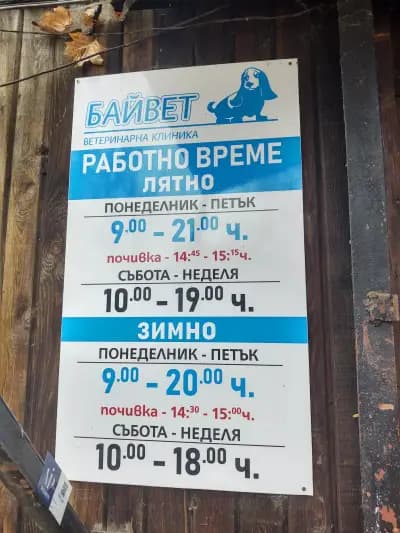 БАЙВЕТ
ВЕТЕРИНАРНА КЛИНИКА
РАБОТНО ВРЕМЕ
ЛЯТНО
ПОНЕДЕЛНИК - ПЕТЪК
9.00 - 21.00 ч.
почивка - 14:45 - 15:15ч.
СЪБОТА - НЕДЕЛЯ
10.00 - 19.00 ч.
ЗИМНО
ПОНЕДЕЛНИК - ПЕТЪК
9.00 - 20.00 ч.
почивка - 14:30 - 15:00ч.
СЪБОТА - НЕДЕЛЯ
10.00 - 18.00 ч.